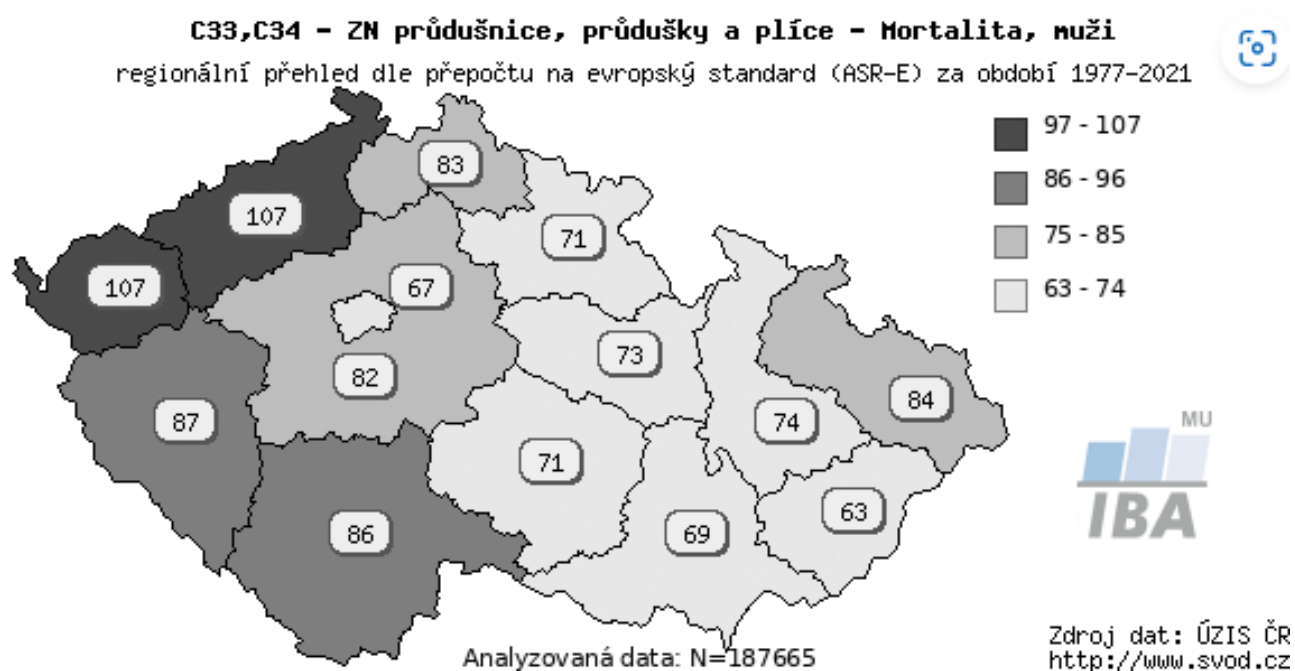 C33,C34 - ZN průdušnice, průdušky a plíce - Mortalita, muži
regionální přehled dle přepočtu na evropský standard (ASR-E) za období 1977-2021
97 - 107
86 - 96
75 - 85
63 - 74
83
107
71
107
67
73
82
87
84
74
71
63
86
69
MU
IBA
Analyzovaná data: N=187665
Zdroj dat: ÚZIS ČR
http://www.svod.cz